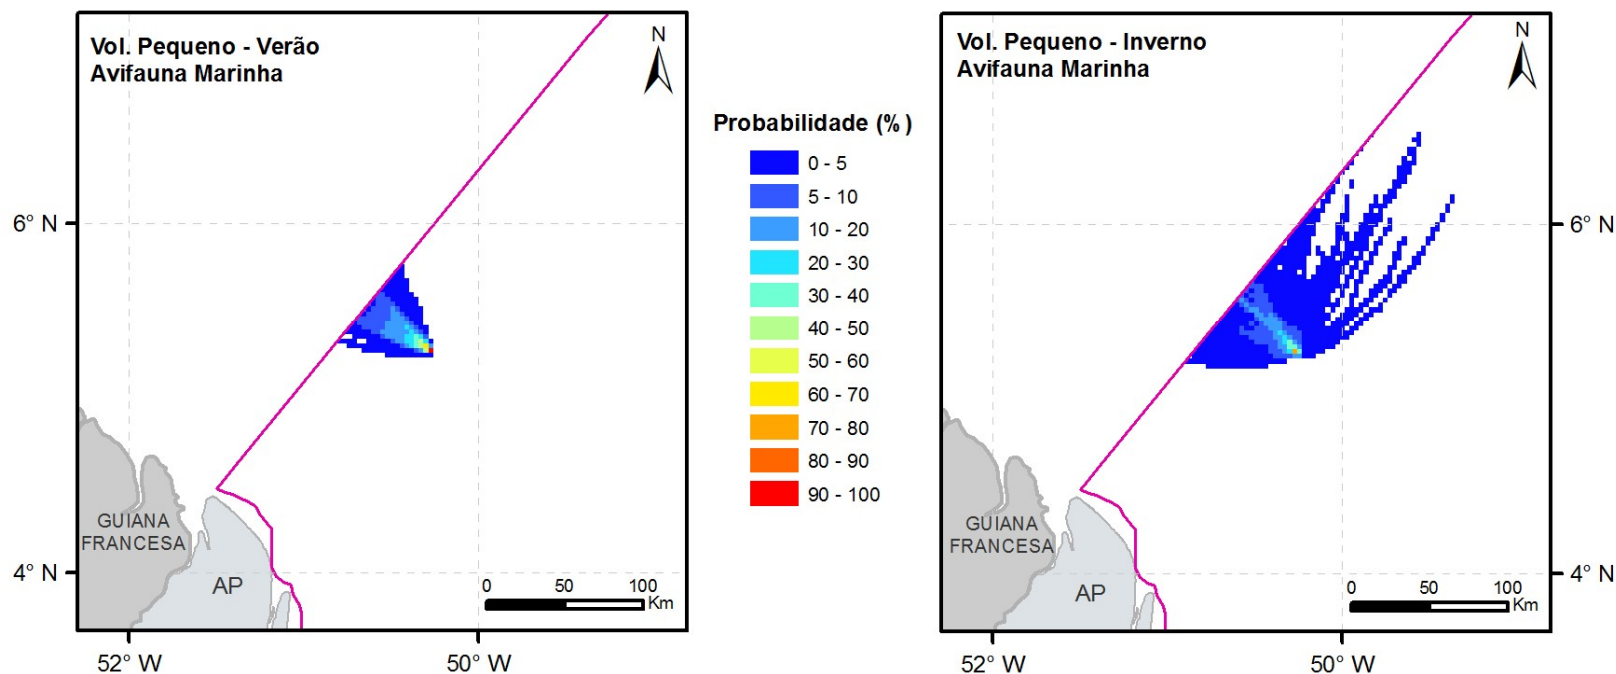 Vol. Pequeno - Verão
Avifauna Marinha
N
6° N
4° N
GUIANA
FRANCESA
AP
0 50 100
Km
52° W 50° W
Probabilidade (%)
0 - 5
5 - 10
10 - 20
20 - 30
30 - 40
40 - 50
50 - 60
60 - 70
70 - 80
80 - 90
90 - 100
Vol. Pequeno - Inverno
Avifauna Marinha
N
6° N
4° N
GUIANA
FRANCESA
AP
0 50 100
Km
52° W 50° W